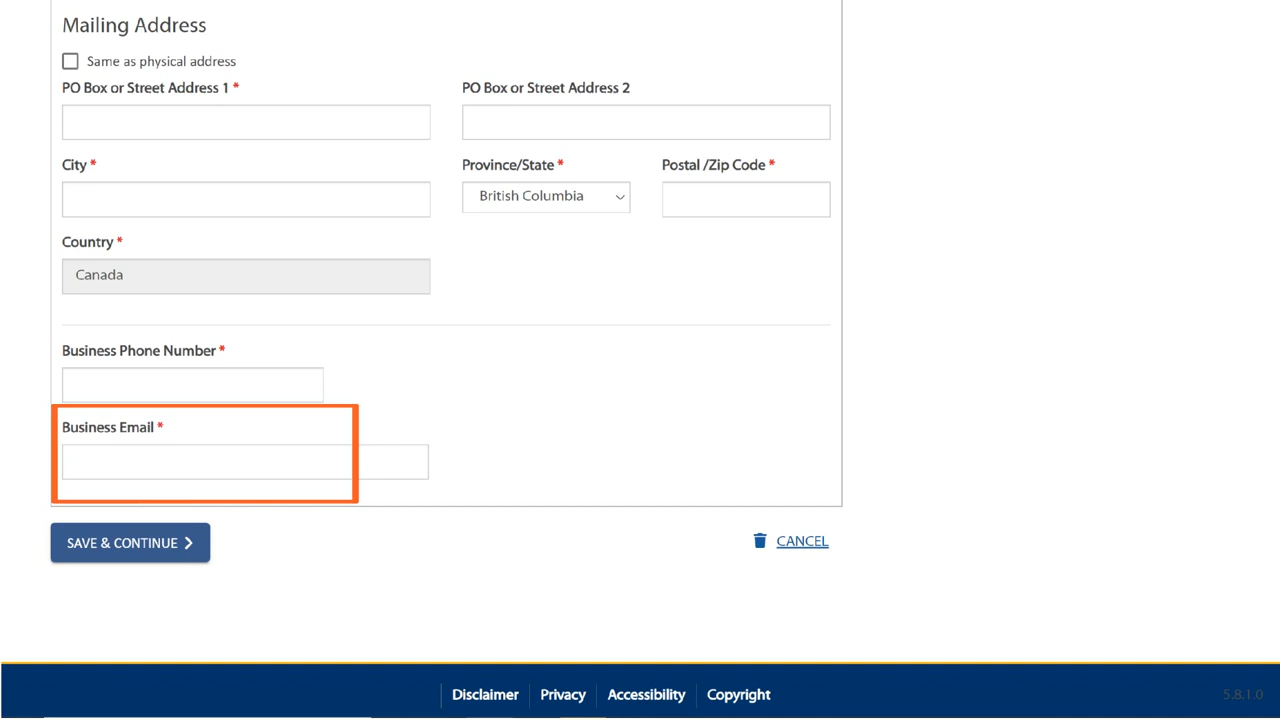 Mailing Address
Same as physical address
PO Box or Street Address 1 * PO Box or Street Address 2
City * Province/State * Postal /Zip Code *
British Columbia
Country *
Canada
Business Phone Number *
Business Email *
SAVE & CONTINUE CANCEL
Disclaimer Privacy Accessibility Copyright 5.8.1.0